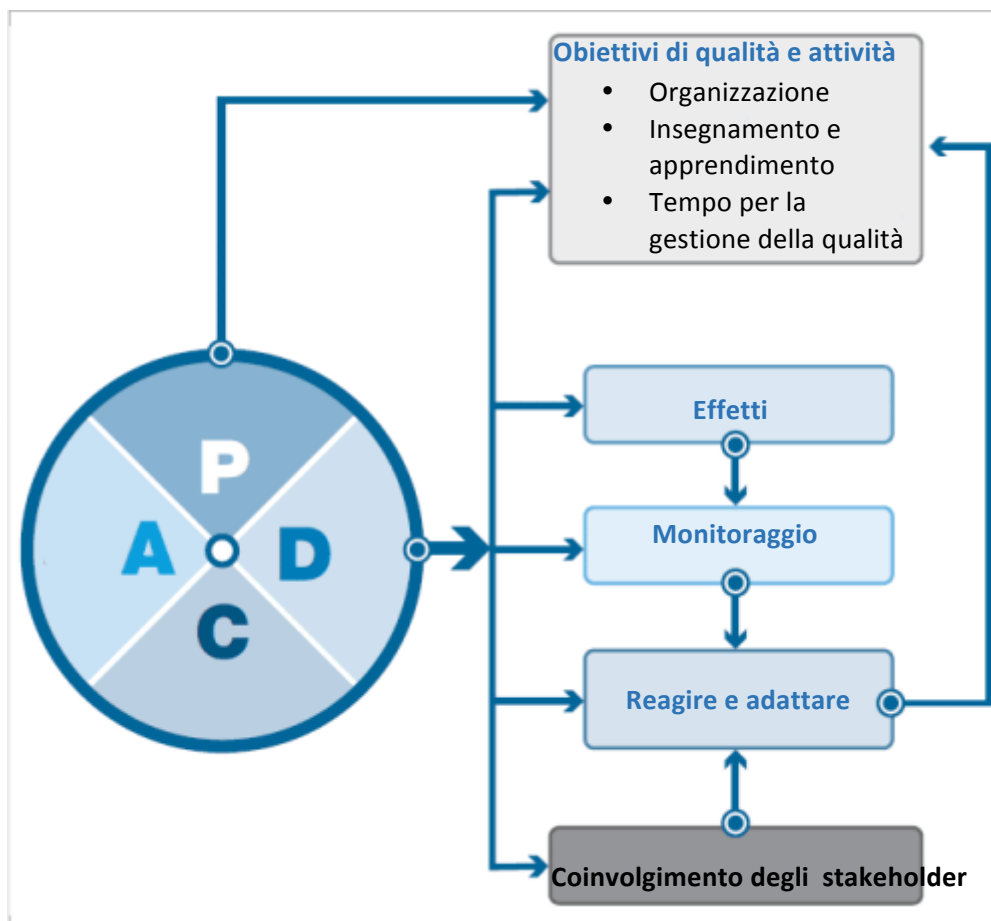 Obiettivi di qualità e attività
• Organizzazione
• Insegnamento e
apprendimento
• Tempo per la
gestione della qualità
P
A
D
C
Effetti
Monitoraggio
Reagire e adattare
Coinvolgimento degli stakeholder